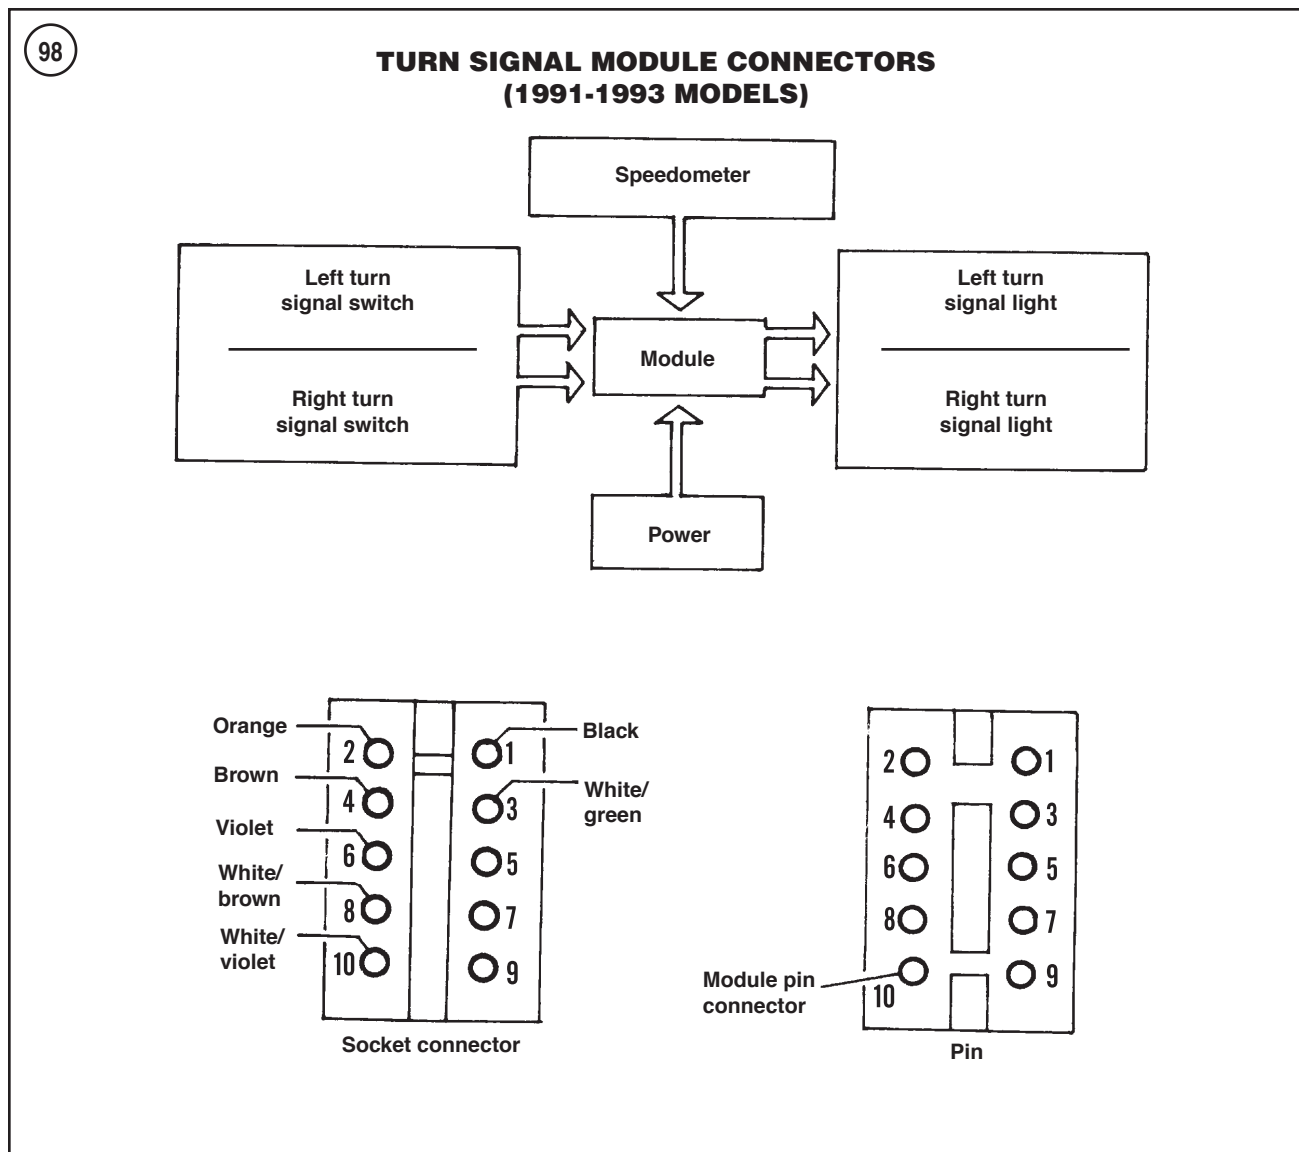 98
TURN SIGNAL MODULE CONNECTORS
(1991-1993 MODELS)
Speedometer
Left turn
signal switch
Right turn
signal switch
Module
Left turn
signal light
Right turn
signal light
Power
Orange
Brown
Violet
White/
brown
White/
violet
2
4
6
8
10
1
3
5
7
9
Black
White/
green
Socket connector
2
4
6
8
10
1
3
5
7
9
Module pin
connector
Pin